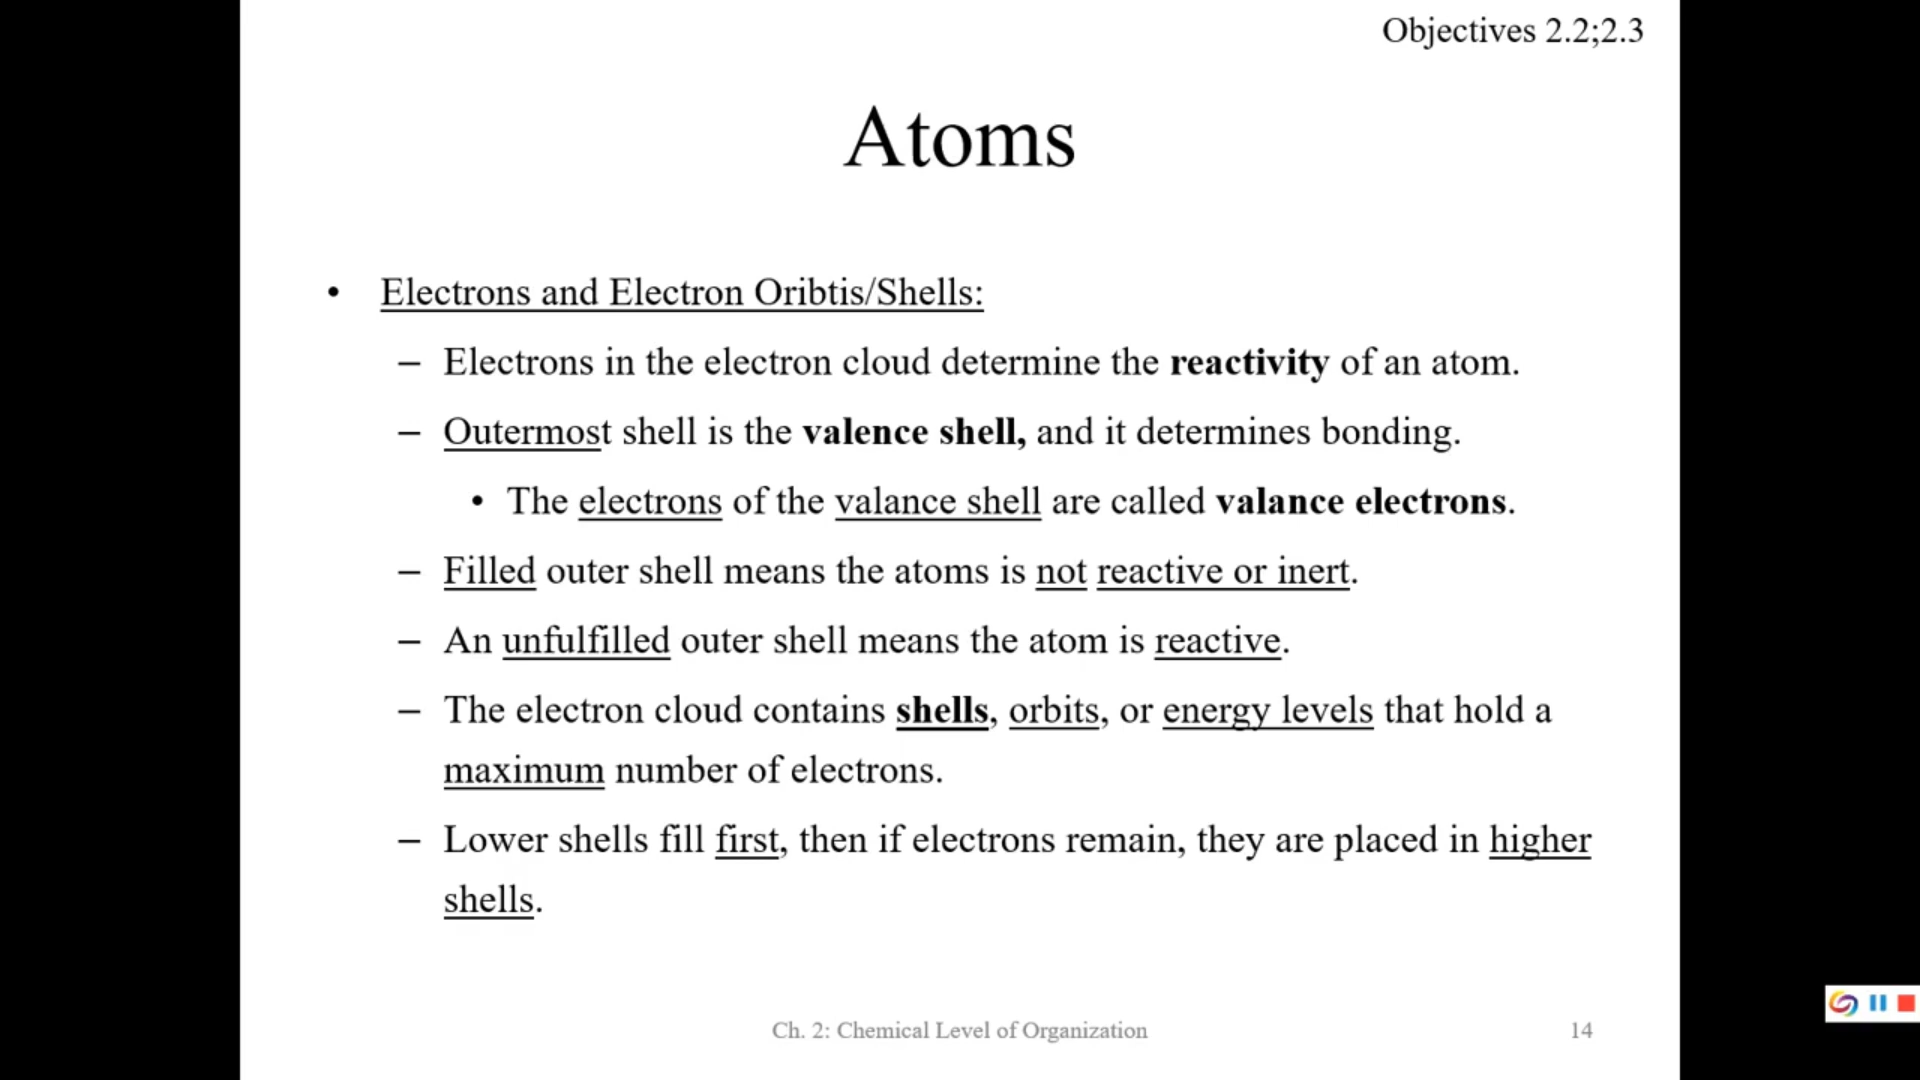 Objectives 2.2;2.3
Atoms
• Electrons and Electron Oribtis/Shells:
– Electrons in the electron cloud determine the reactivity of an atom.
– Outermost shell is the valence shell, and it determines bonding.
• The electrons of the valance shell are called valance electrons.
– Filled outer shell means the atoms is not reactive or inert.
– An unfulfilled outer shell means the atom is reactive.
– The electron cloud contains shells, orbits, or energy levels that hold a
maximum number of electrons.
– Lower shells fill first, then if electrons remain, they are placed in higher
shells.
Ch. 2: Chemical Level of Organization
14